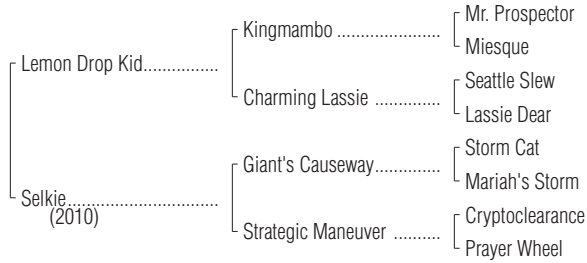 Mr. Prospector
Kingmambo ....................
Miesque
Lemon Drop Kid...............
Seattle Slew
Charming Lassie .............
Lassie Dear
Storm Cat
Giant's Causeway.............
Mariah's Storm
Selkie..............................
(2010)
Cryptoclearance
Strategic Maneuver ..........
Prayer Wheel